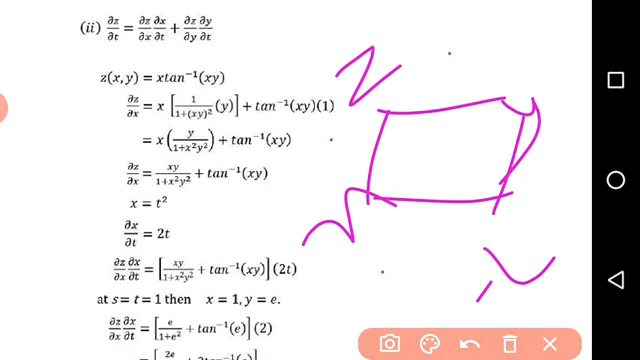 (ii) ∂z/∂t = ∂z/∂x ∂x/∂t + ∂z/∂y ∂y/∂t
z(x, y) = xtan⁻¹(xy)
∂z/∂x = x [1/(1+(xy)²) (y)] + tan⁻¹(xy)(1)
= x (y/(1+x²y²)) + tan⁻¹(xy)
∂z/∂x = xy/(1+x²y²) + tan⁻¹(xy)
x = t²
∂x/∂t = 2t
∂z/∂x ∂x/∂t = [xy/(1+x²y²) + tan⁻¹(xy)] (2t)
at s = t = 1 then x = 1, y = e.
∂z/∂x ∂x/∂t = [e/(1+e²) + tan⁻¹(e)] (2)